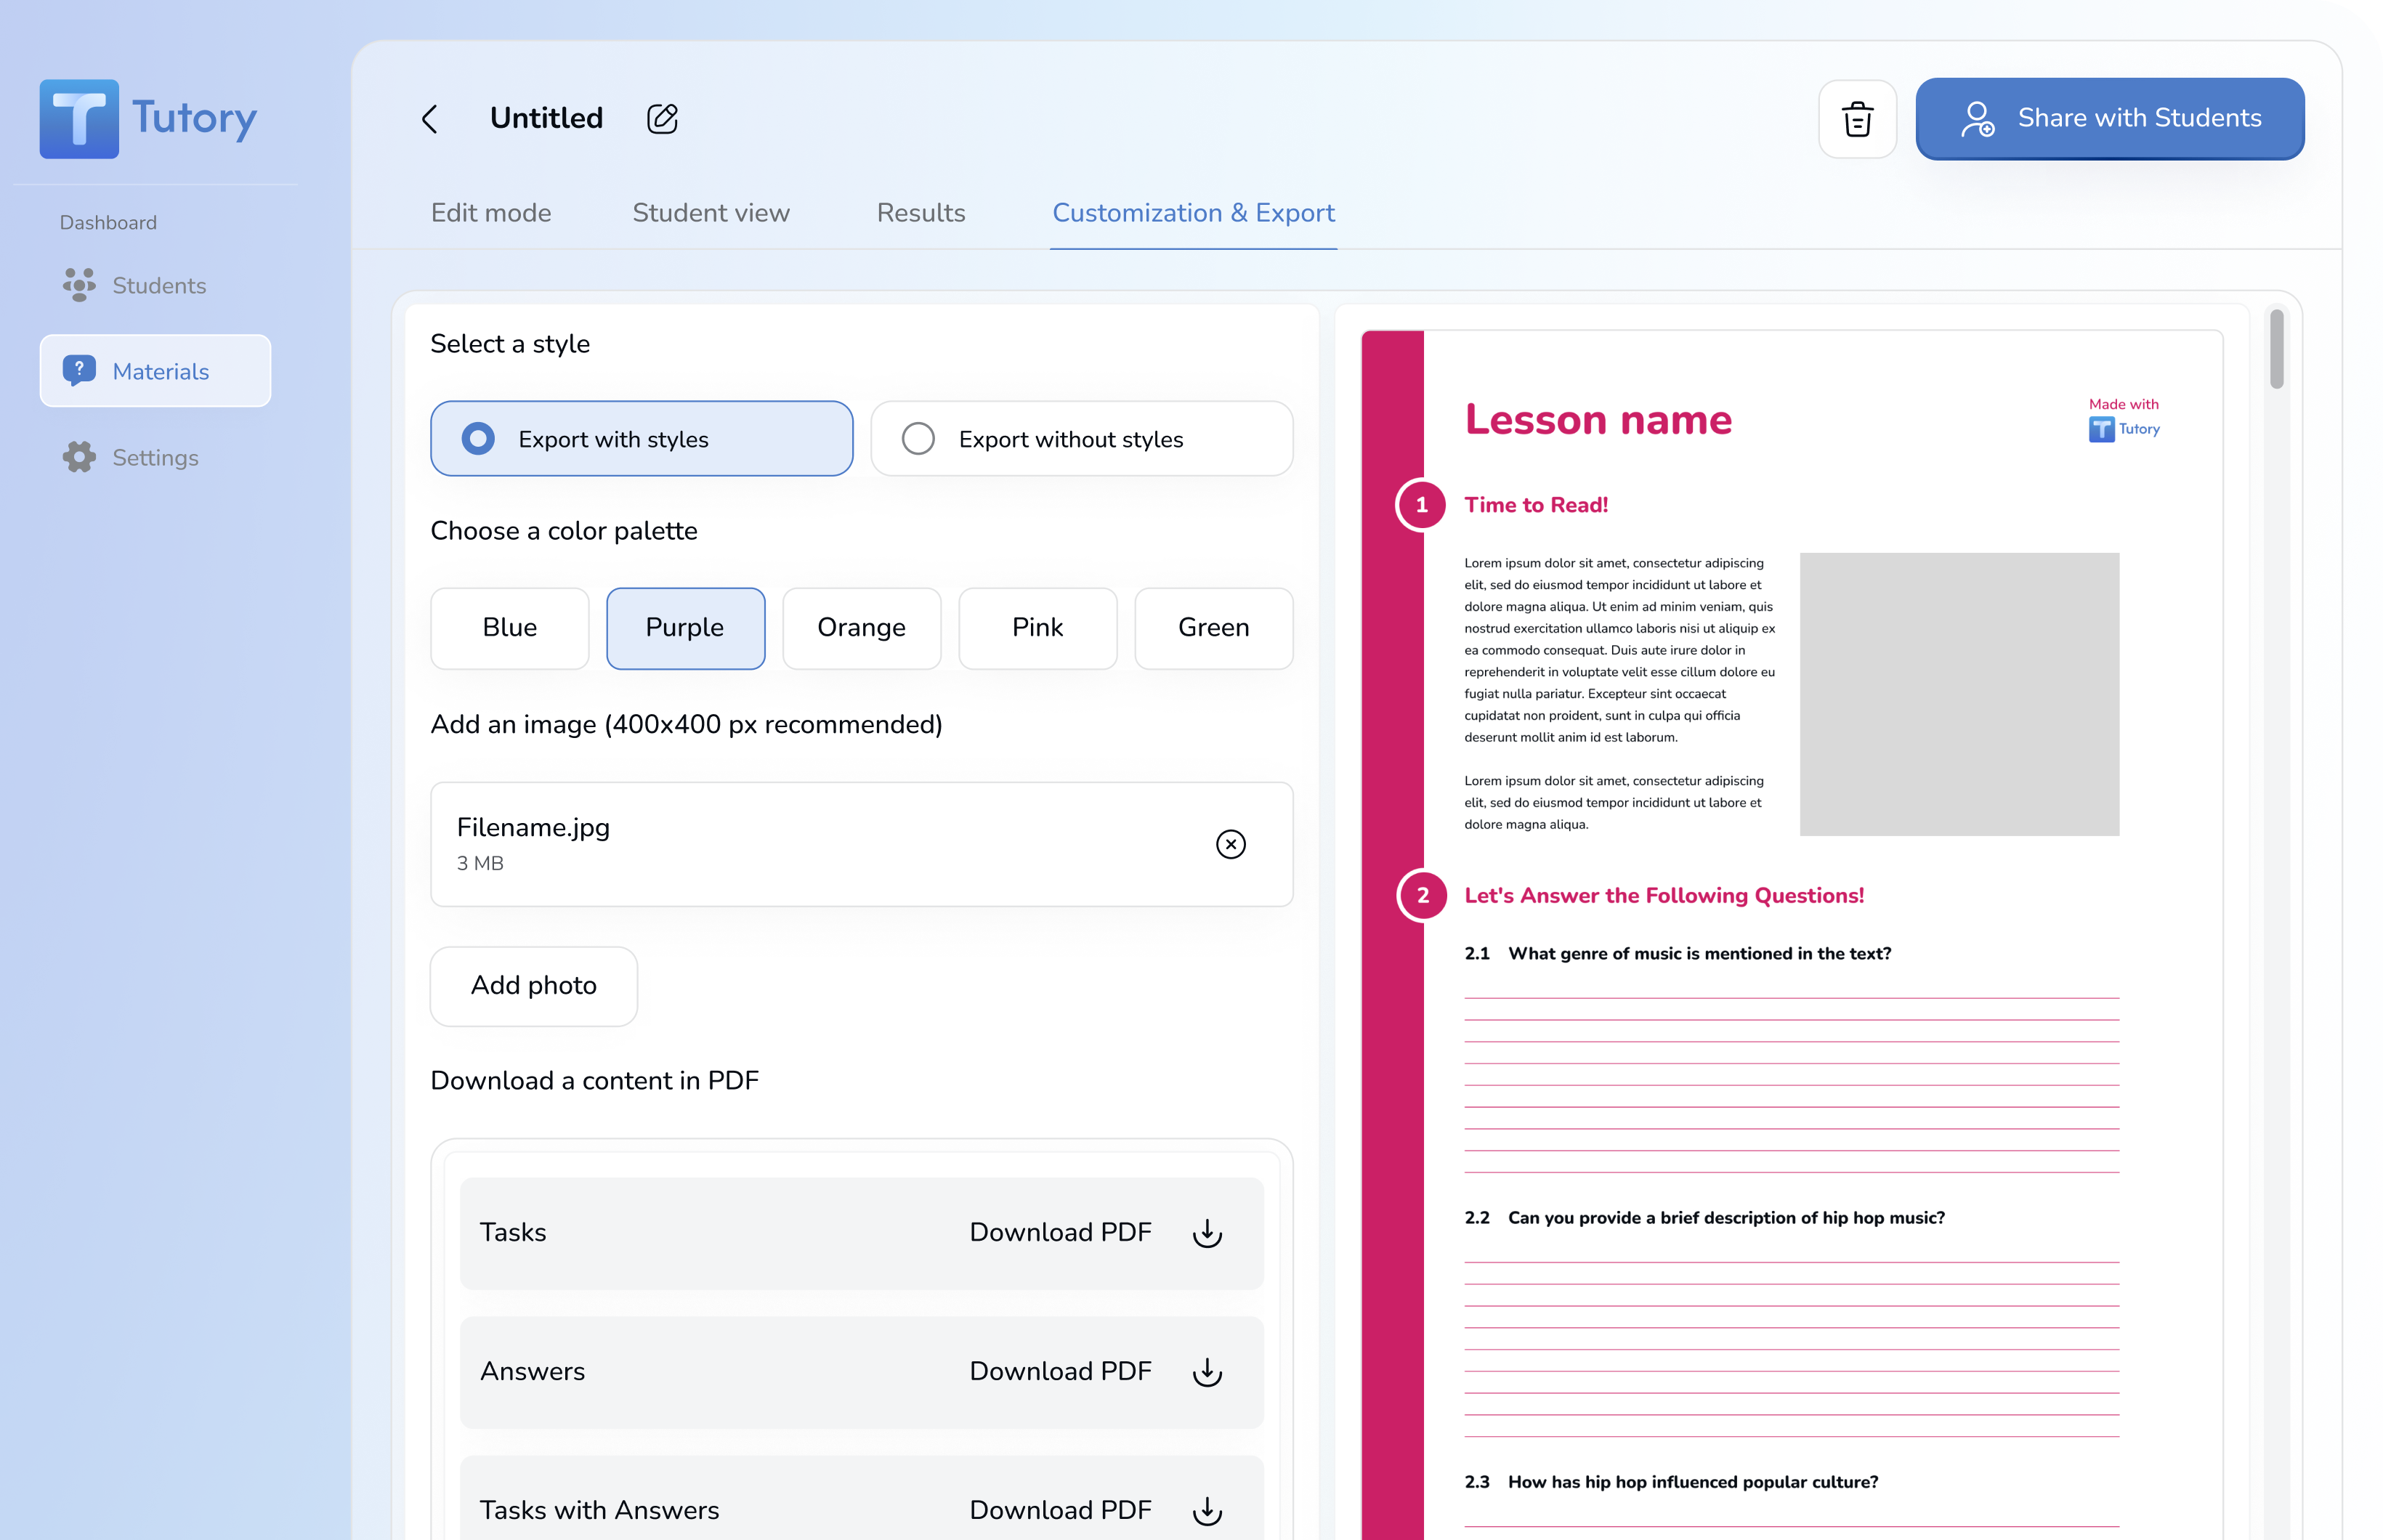 Tutory
Dashboard
Students
Materials
Settings
Untitled
Share with Students
Edit mode
Student view
Results
Customization & Export
Select a style
Export with styles
Export without styles
Choose a color palette
Blue
Purple
Orange
Pink
Green
Add an image (400x400 px recommended)
Filename.jpg
3 MB
Add photo
Download a content in PDF
Tasks
Download PDF
Answers
Download PDF
Tasks with Answers
Download PDF
Lesson name
Made with
Tutory
1
Time to Read!
Lorem ipsum dolor sit amet, consectetur adipiscing
elit, sed do eiusmod tempor incididunt ut labore et
dolore magna aliqua. Ut enim ad minim veniam, quis
nostrud exercitation ullamco laboris nisi ut aliquip ex
ea commodo consequat. Duis aute irure dolor in
reprehenderit in voluptate velit esse cillum dolore eu
fugiat nulla pariatur. Excepteur sint occaecat
cupidatat non proident, sunt in culpa qui officia
deserunt mollit anim id est laborum.
Lorem ipsum dolor sit amet, consectetur adipiscing
elit, sed do eiusmod tempor incididunt ut labore et
dolore magna aliqua.
2
Let's Answer the Following Questions!
2.1 What genre of music is mentioned in the text?
2.2 Can you provide a brief description of hip hop music?
2.3 How has hip hop influenced popular culture?